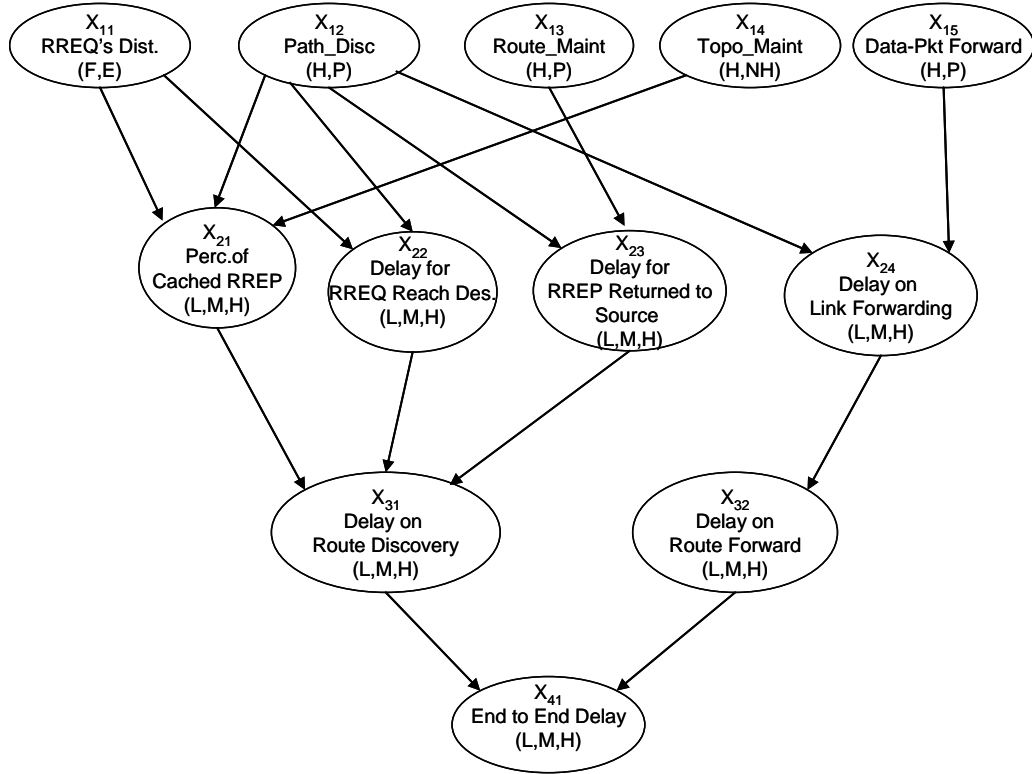 X11
RREQ's Dist.
(F,E)
X12
Path_Disc
(H,P)
X13
Route_Maint
(H,P)
X14
Topo_Maint
(H,NH)
X15
Data-Pkt Forward
(H,P)
X21
Perc.of
Cached RREP
(L,M,H)
X22
Delay for
RREQ Reach Des.
(L,M,H)
X23
Delay for
RREP Returned to
Source
(L,M,H)
X24
Delay on
Link Forwarding
(L,M,H)
X31
Delay on
Route Discovery
(L,M,H)
X32
Delay on
Route Forward
(L,M,H)
X41
End to End Delay
(L,M,H)